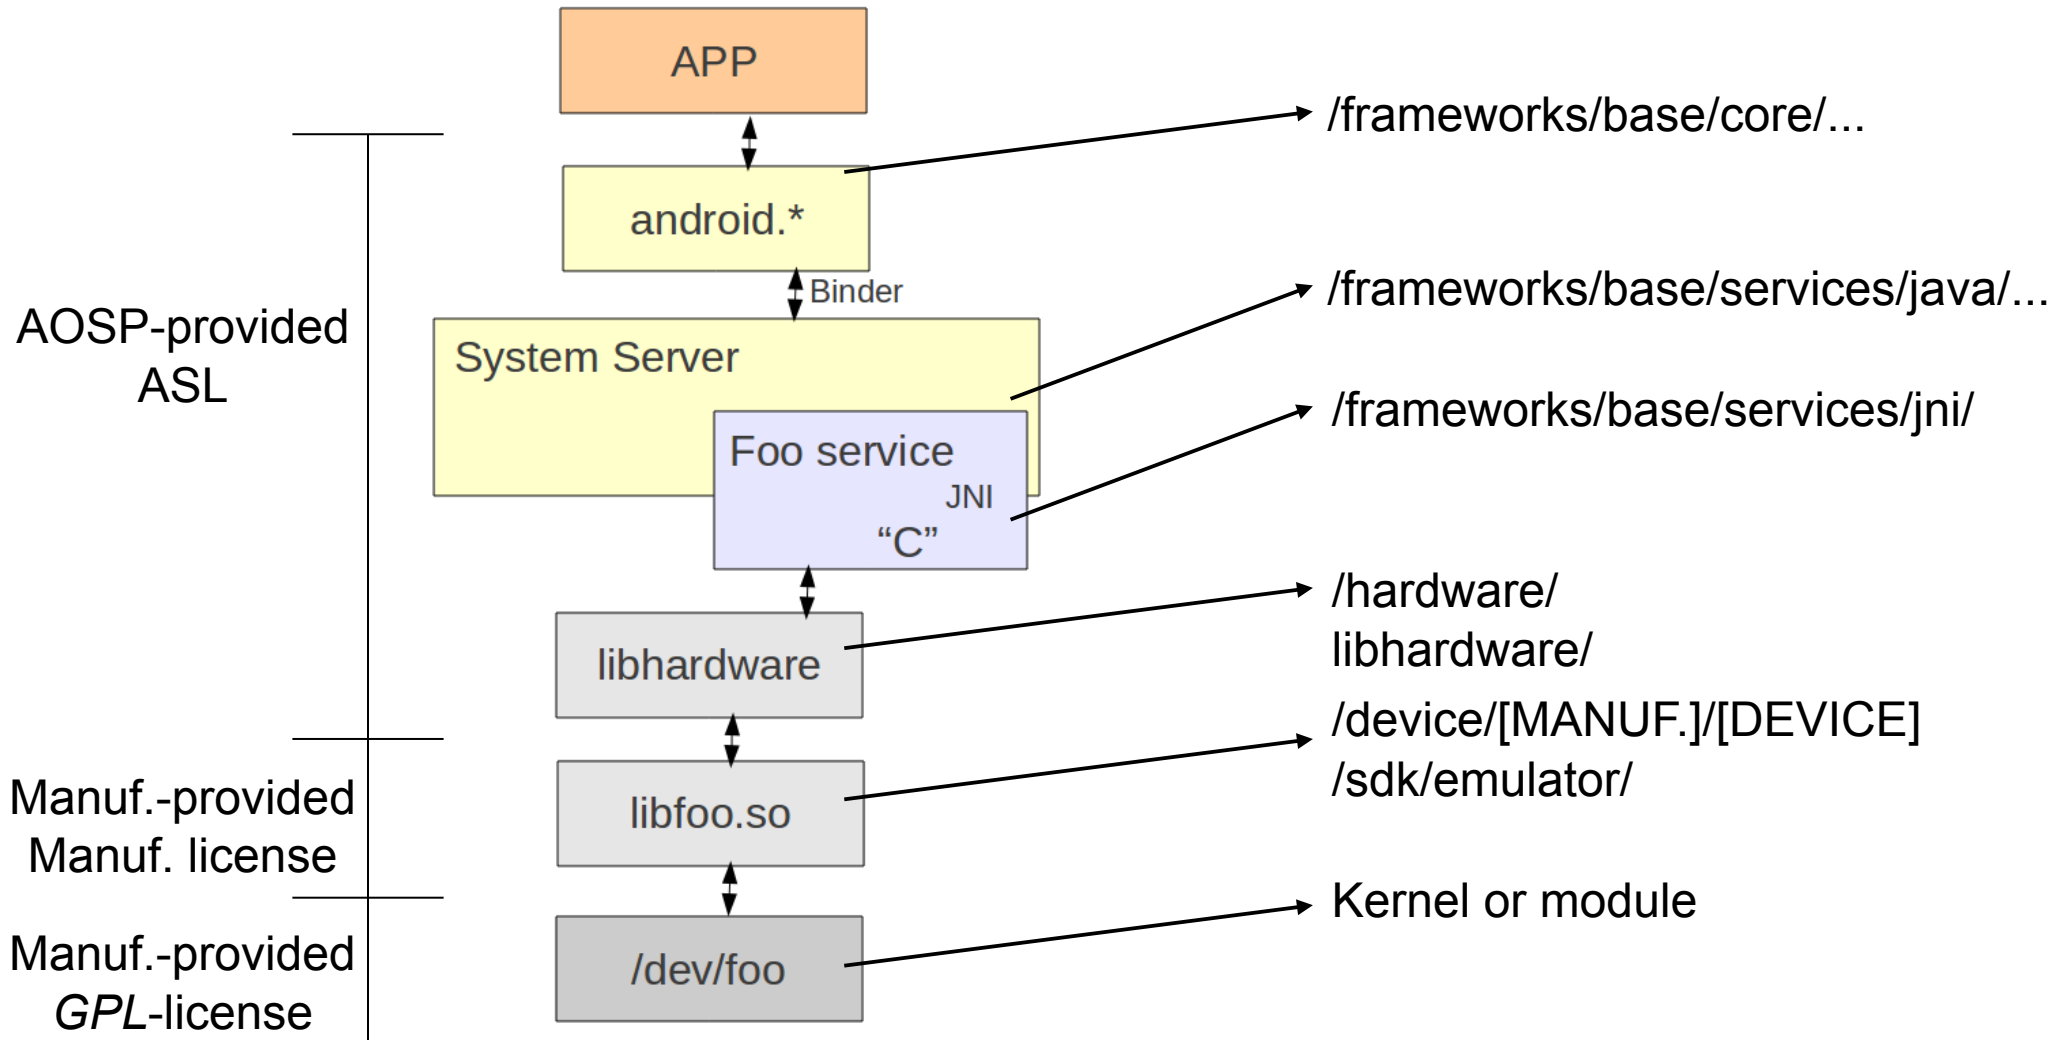 APP
/frameworks/base/core/...
android.*
Binder
/frameworks/base/services/java/...
AOSP-provided
ASL
System Server
/frameworks/base/services/jni/
Foo service
JNI
“C”
/hardware/
libhardware/
libhardware
/device/[MANUF.]/[DEVICE]
/sdk/emulator/
Manuf.-provided
Manuf. license
libfoo.so
Kernel or module
Manuf.-provided
GPL-license
/dev/foo